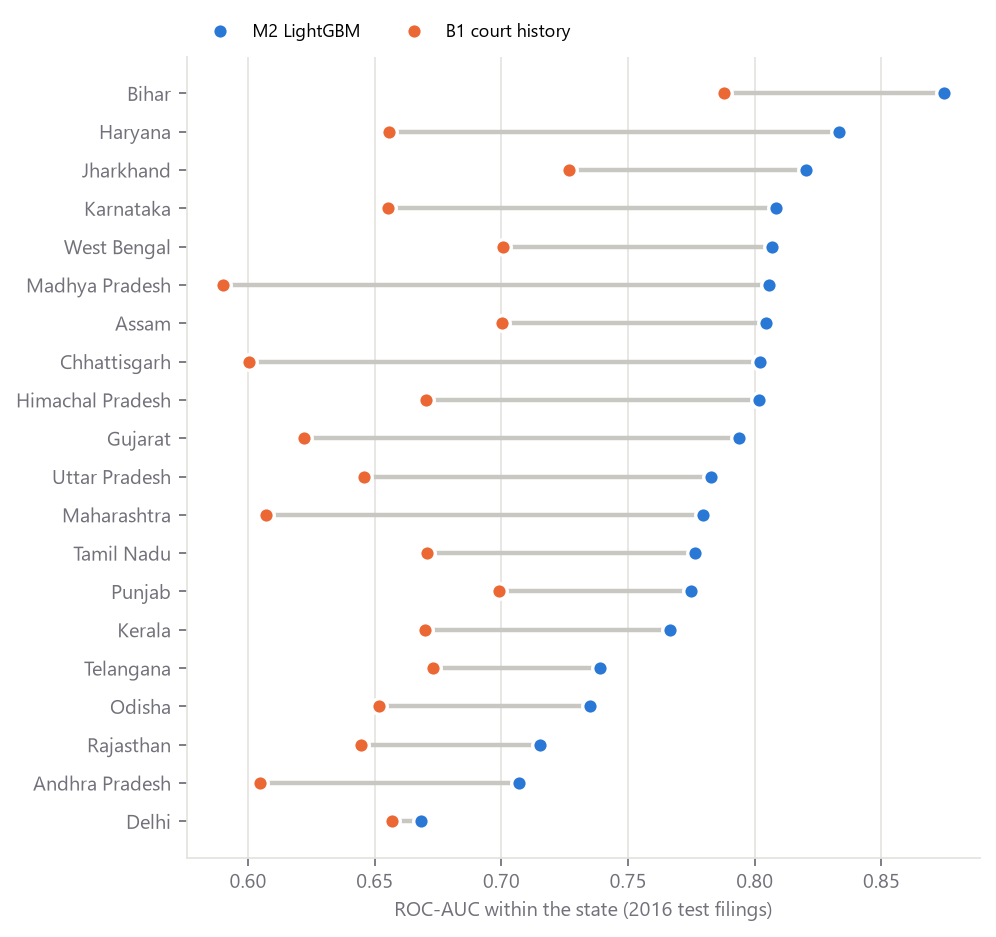 M2 LightGBM B1 court history
Bihar
Haryana
Jharkhand
Karnataka
West Bengal
Madhya Pradesh
Assam
Chhattisgarh
Himachal Pradesh
Gujarat
Uttar Pradesh
Maharashtra
Tamil Nadu
Punjab
Kerala
Telangana
Odisha
Rajasthan
Andhra Pradesh
Delhi
0.60 0.65 0.70 0.75 0.80 0.85
ROC-AUC within the state (2016 test filings)